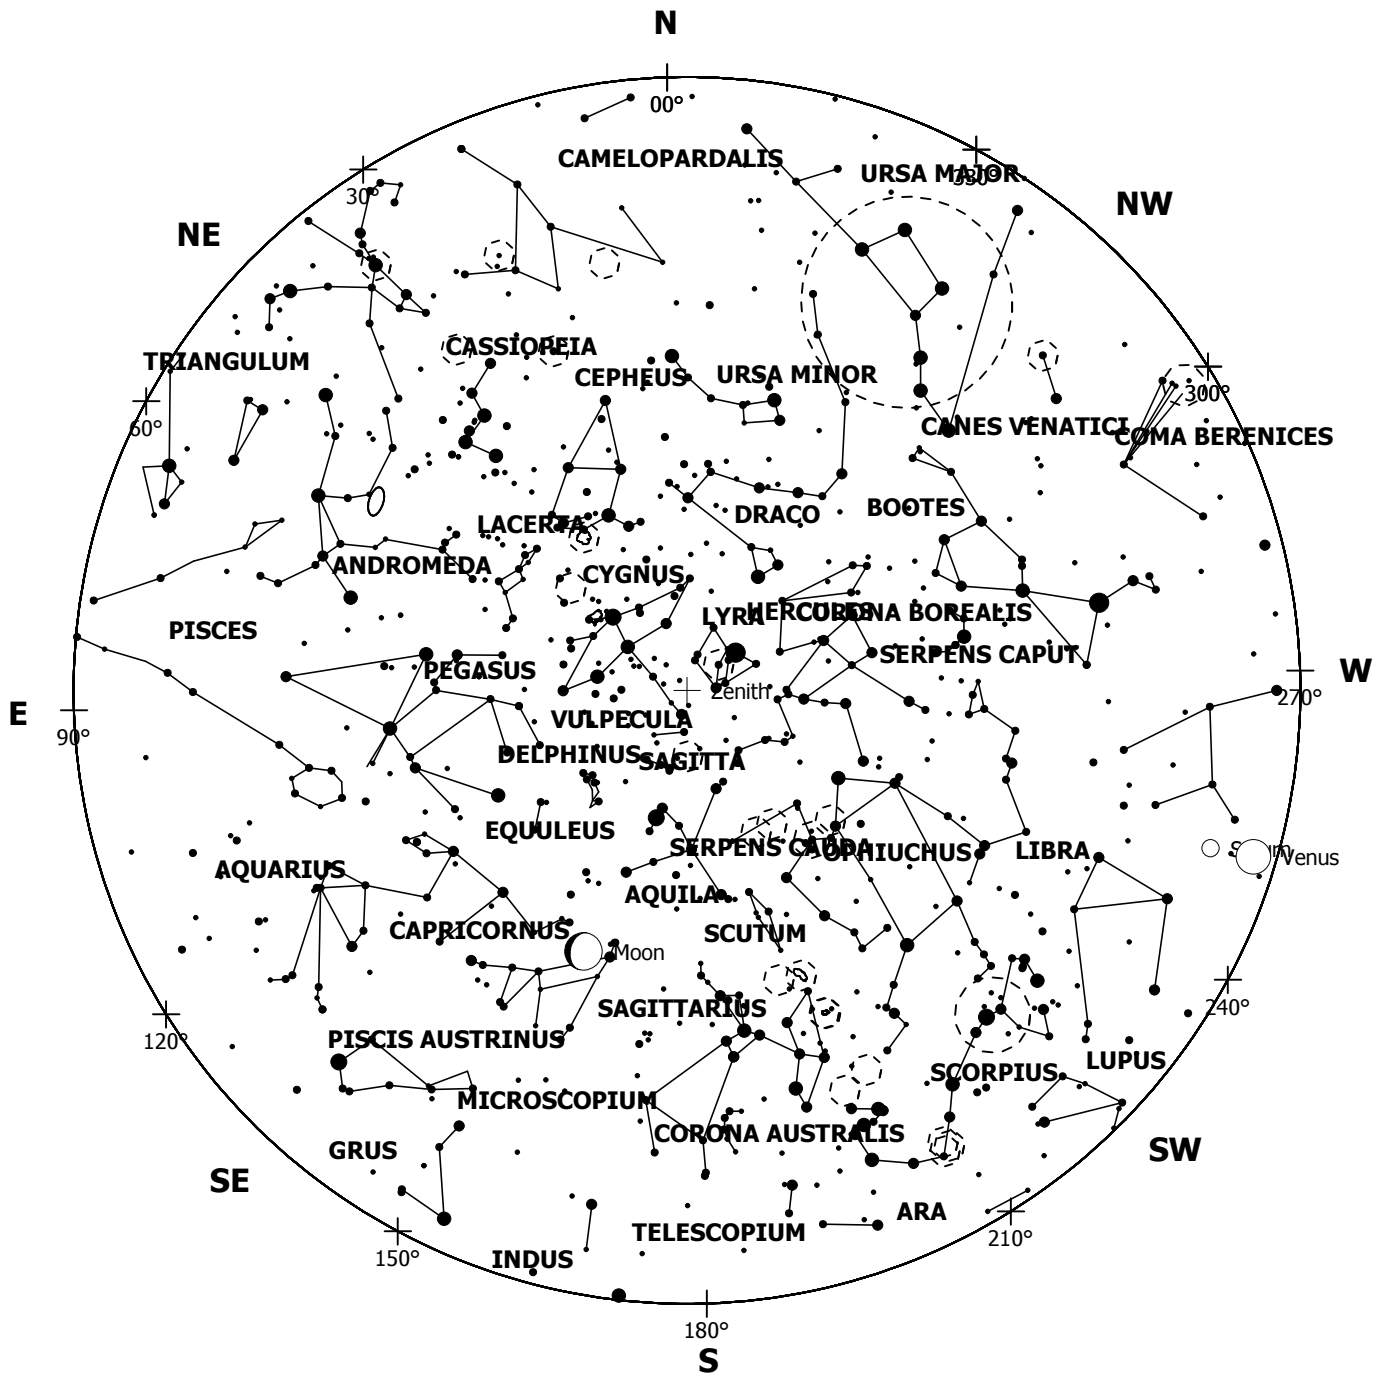 N
00°
CAMELOPARDALIS
URSA MAJOR
330°
30°
NW
NE
CASSIOPEIA
TRIANGULUM
CEPHEUS
URSA MINOR
300°
60°
CANES VENATICI
COMA BERENICES
LACERTA
DRACO
BOOTES
ANDROMEDA
CYGNUS
LYRA
HERCULES
CORONA BOREALIS
PISCES
PEGASUS
SERPENS CAPUT
W
Zenith
270°
E
90°
VULPECULA
DELPHINUS
SAGITTA
EQUULEUS
SERPENS CAUDA
OPHIUCHUS
LIBRA
Venus
AQUARIUS
AQUILA
CAPRICORNUS
SCUTUM
Moon
SAGITTARIUS
240°
120°
PISCIS AUSTRINUS
SCORPIUS
LUPUS
MICROSCOPIUM
CORONA AUSTRALIS
GRUS
SW
SE
ARA
TELESCOPIUM
210°
150°
INDUS
180°
S